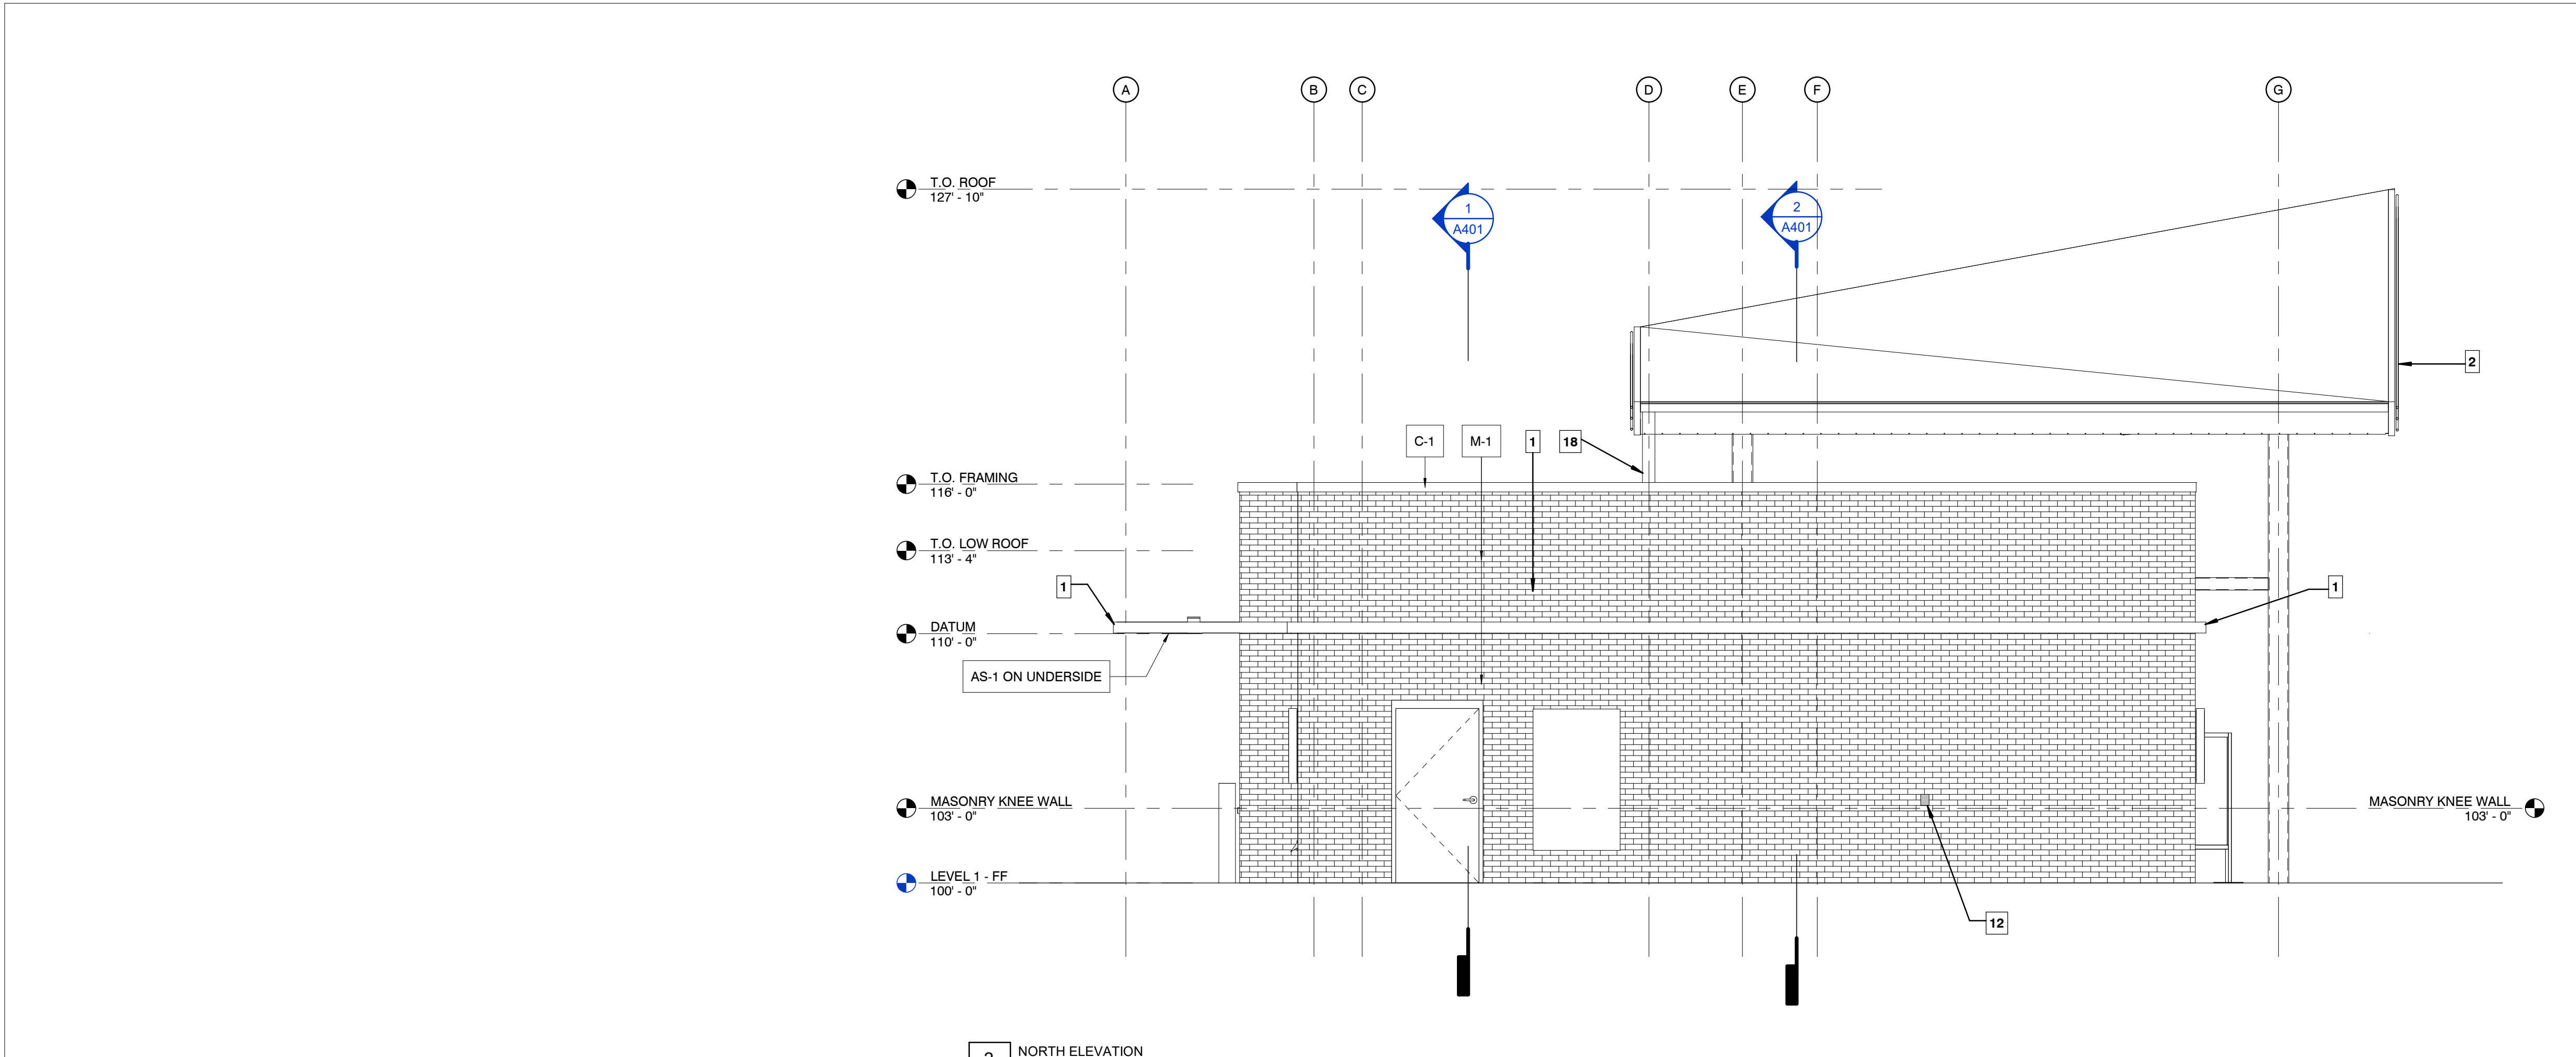 A
B
C
D
E
F
G
T.O. ROOF
127' - 10"
1
A401
2
A401
2
C-1
M-1
1
18
T.O. FRAMING
116' - 0"
T.O. LOW ROOF
113' - 4"
1
1
DATUM
110' - 0"
AS-1 ON UNDERSIDE
MASONRY KNEE WALL
103' - 0"
MASONRY KNEE WALL
103' - 0"
LEVEL 1 - FF
100' - 0"
12
NORTH ELEVATION